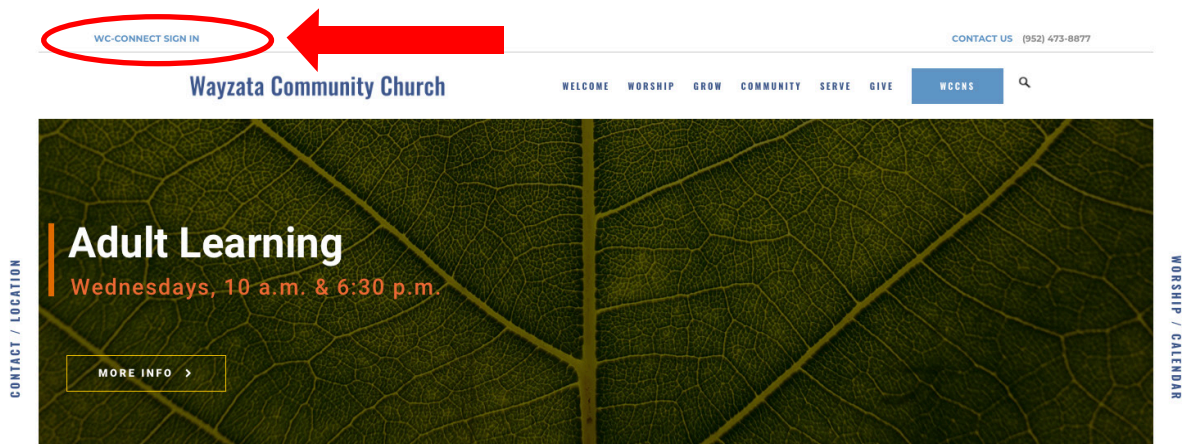 WC-CONNECT SIGN IN
CONTACT US (952) 473-8877
Wayzata Community Church
WELCOME WORSHIP GROW COMMUNITY SERVE GIVE WCCNS
Adult Learning
Wednesdays, 10 a.m. & 6:30 p.m.
MORE INFO >
CONTACT / LOCATION
WORSHIP / CALENDAR